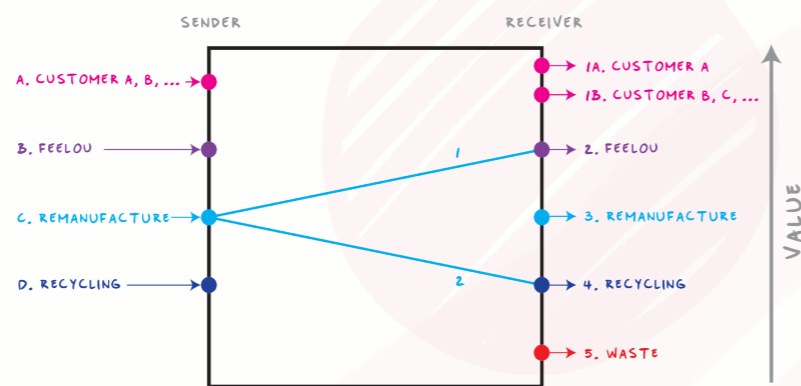 SENDER
RECEIVER
A. CUSTOMER A, B, ...
1A. CUSTOMER A
1B. CUSTOMER B, C, ...
B. FEELOU
1
2. FEELOU
C. REMANUFACTURE
3. REMANUFACTURE
VALUE
D. RECYCLING
2
4. RECYCLING
5. WASTE